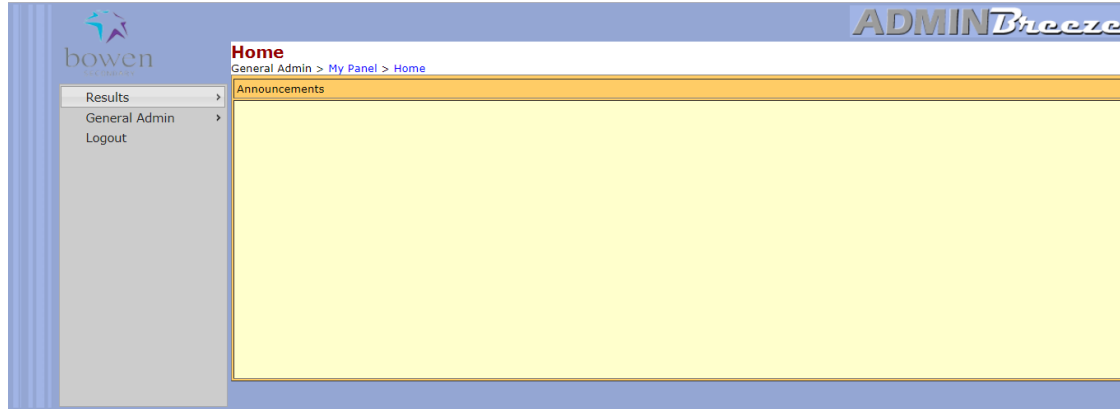 ADMINBreeze
bowen
Home
General Admin > My Panel > Home
Announcements
Results
General Admin
Logout